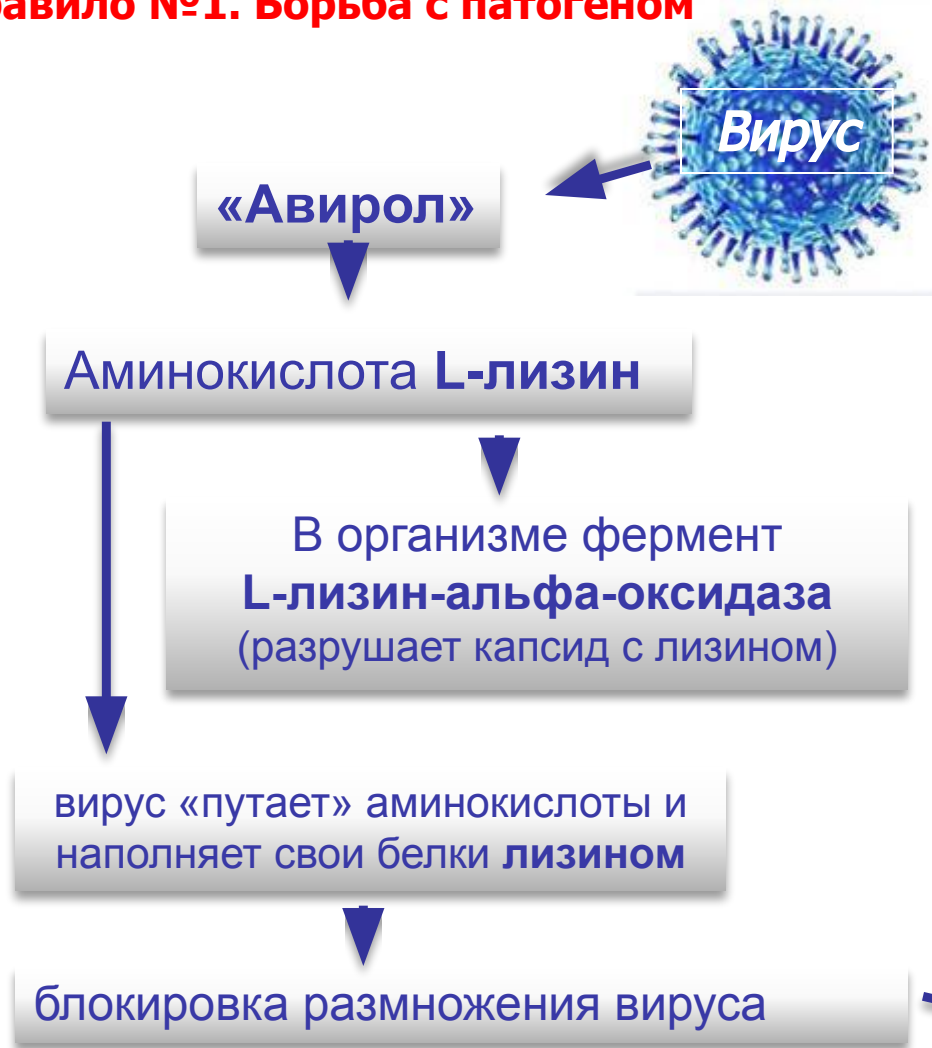 равило №1. Борьба с патогеном
Вирус
«Авирол»
Аминокислота L-лизин
В организме фермент
L-лизин-альфа-оксидаза
(разрушает капсид с лизином)
вирус «путает» аминокислоты и
наполняет свои белки лизином
блокировка размножения вируса